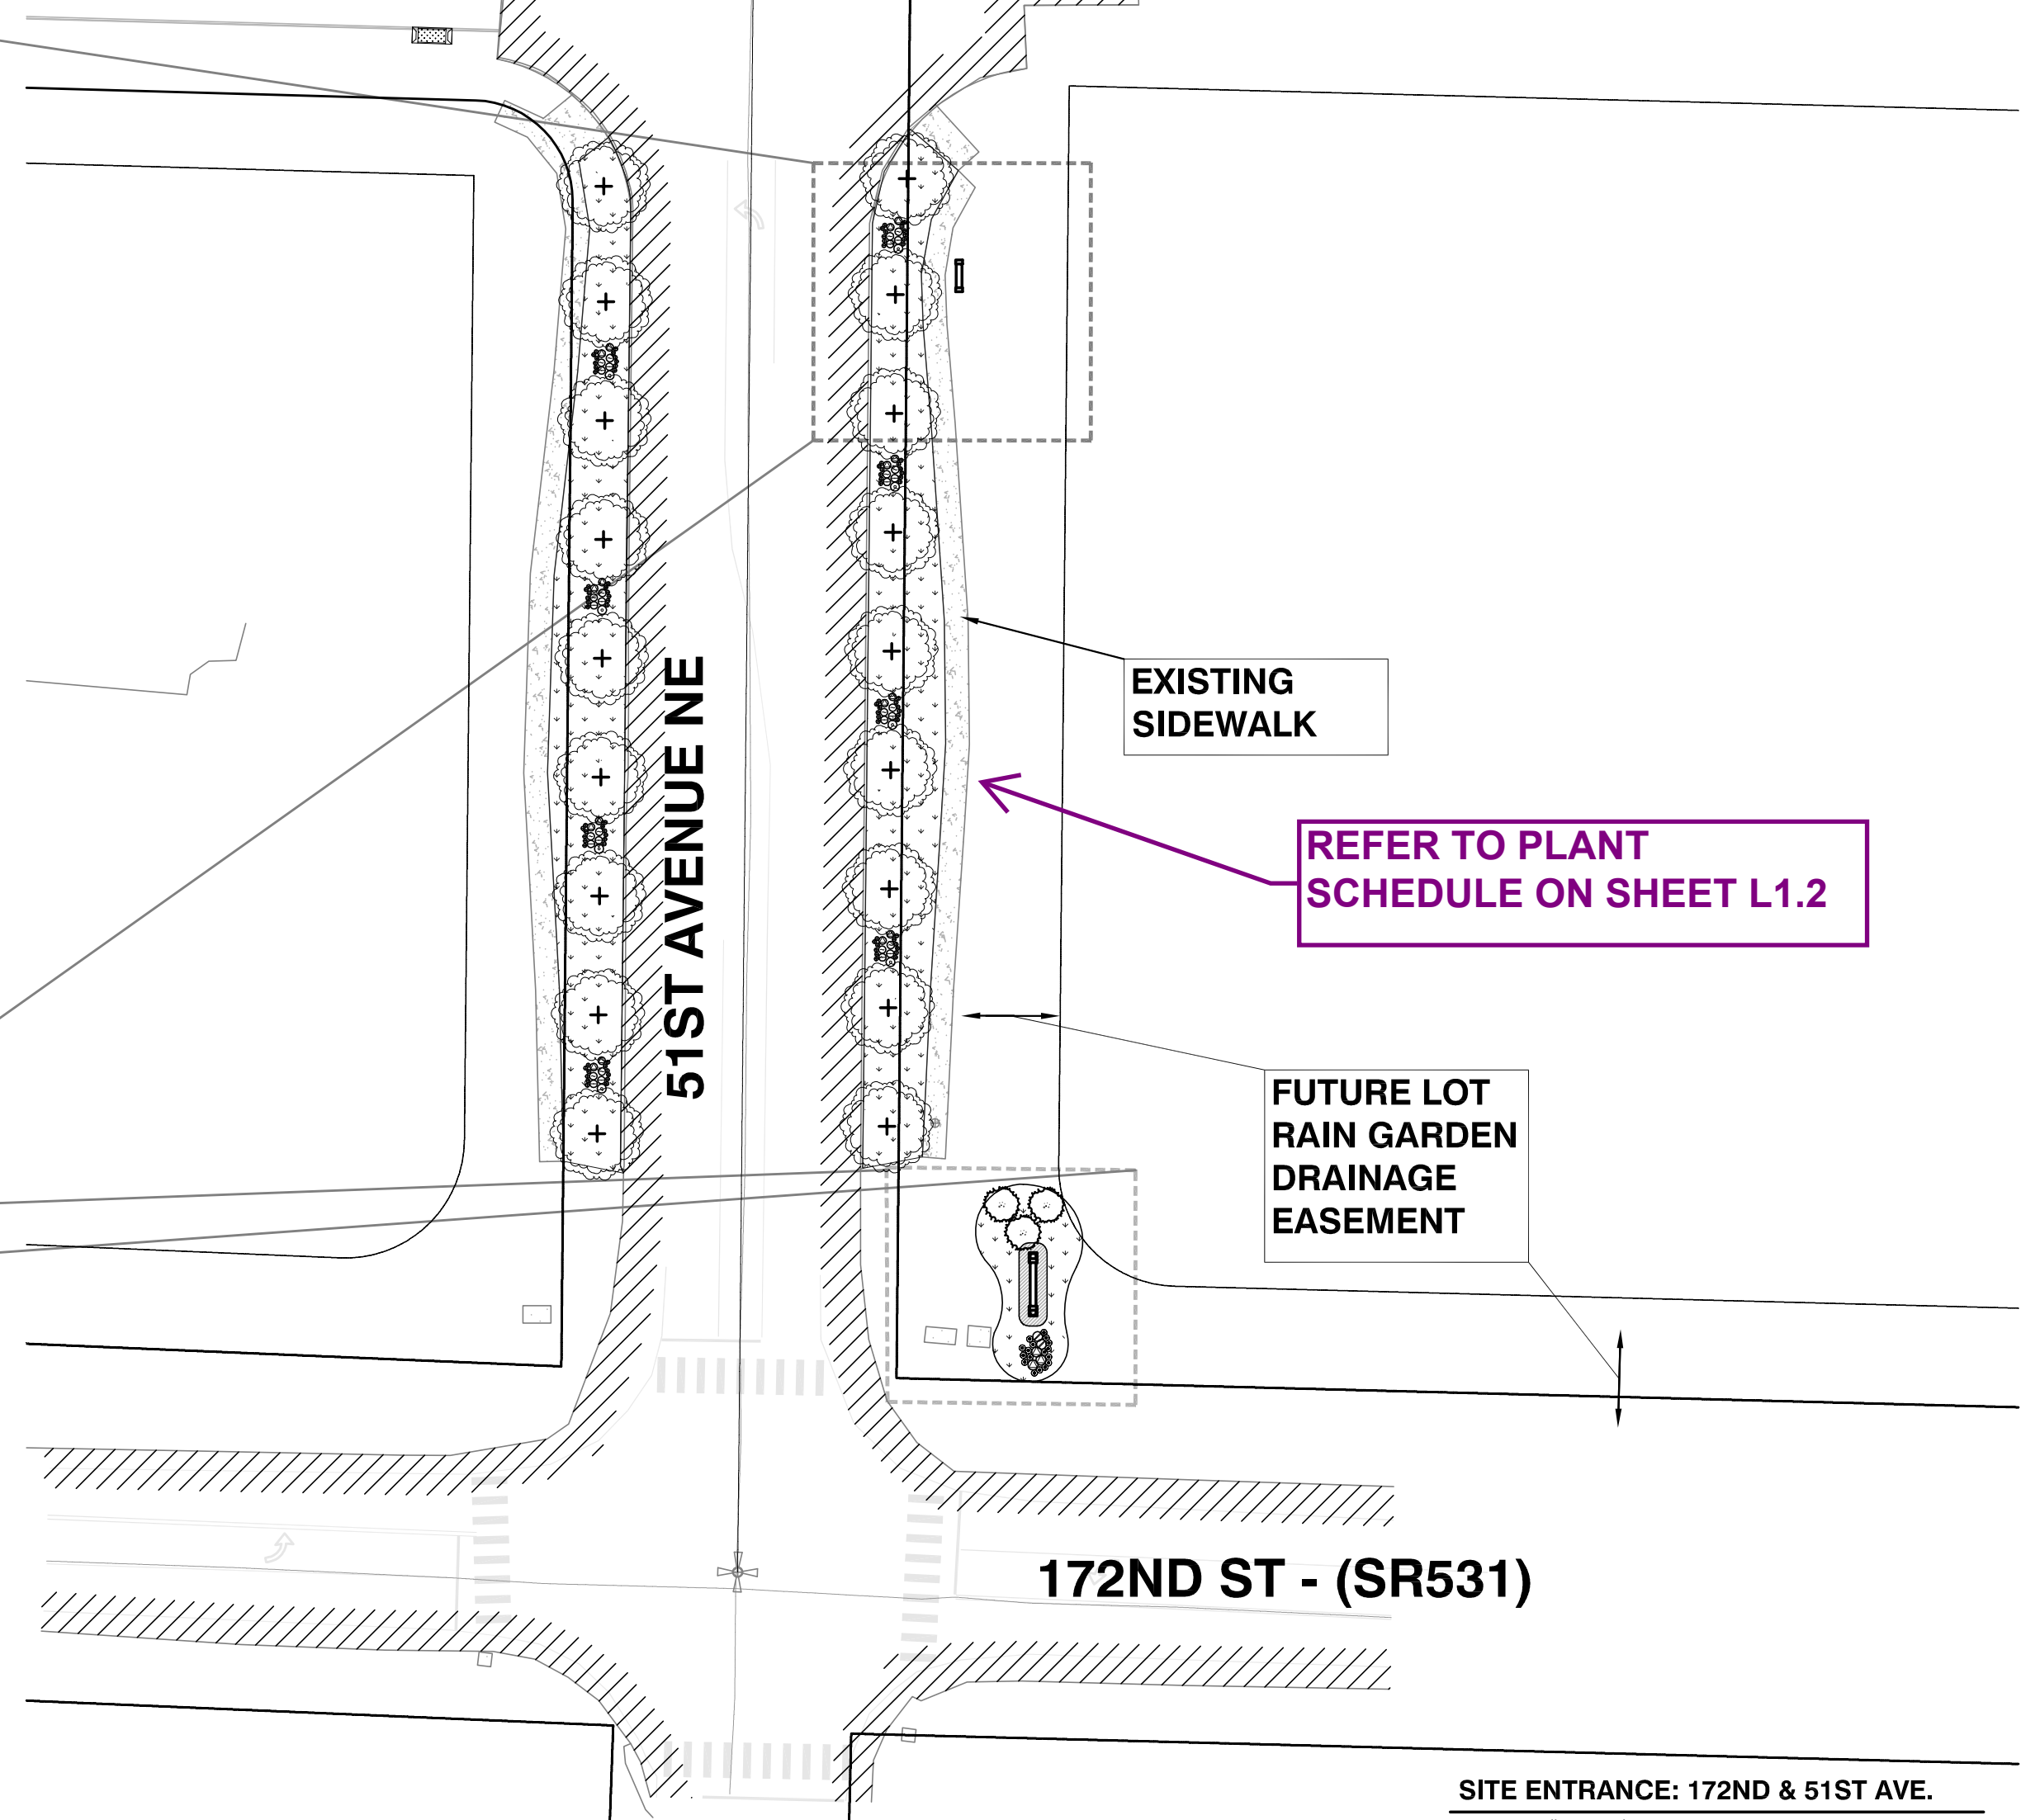 EXISTING
SIDEWALK
51ST AVENUE NE
REFER TO PLANT
SCHEDULE ON SHEET L1.2
FUTURE LOT
RAIN GARDEN
DRAINAGE
EASEMENT
172ND ST - (SR531)
SITE ENTRANCE: 172ND & 51ST AVE.